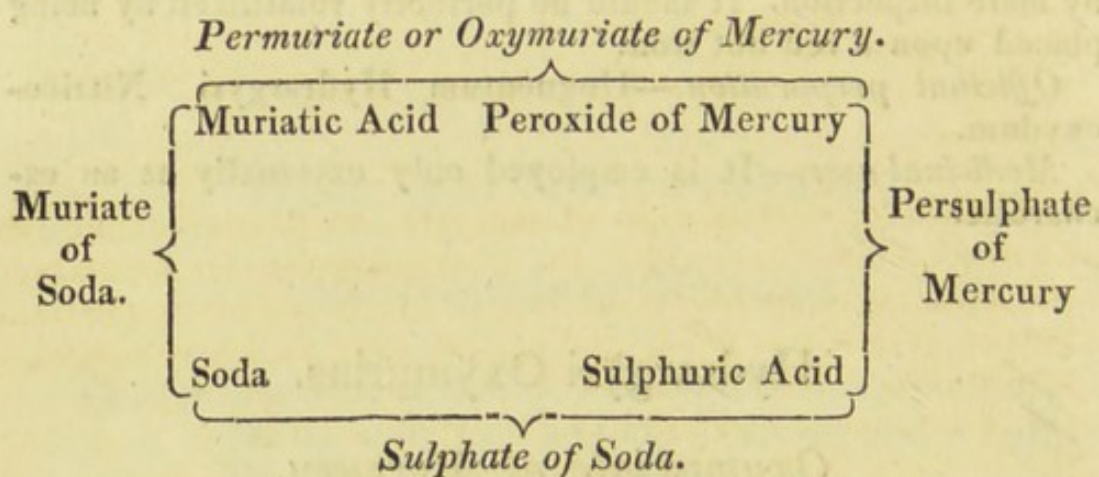 Permuriate or Oxymuriate of Mercury.
Muriatic Acid Peroxide of Mercury
Muriate
of
Soda.
Persulphate
of
Mercury
Soda Sulphuric Acid
Sulphate of Soda.